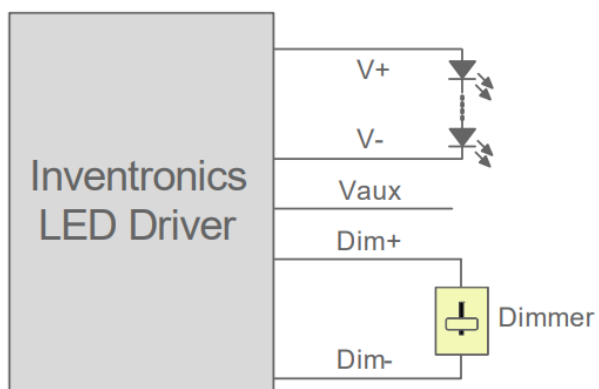 V+
V-
Inventronics
LED Driver
Vaux
Dim+
Dimmer
Dim-